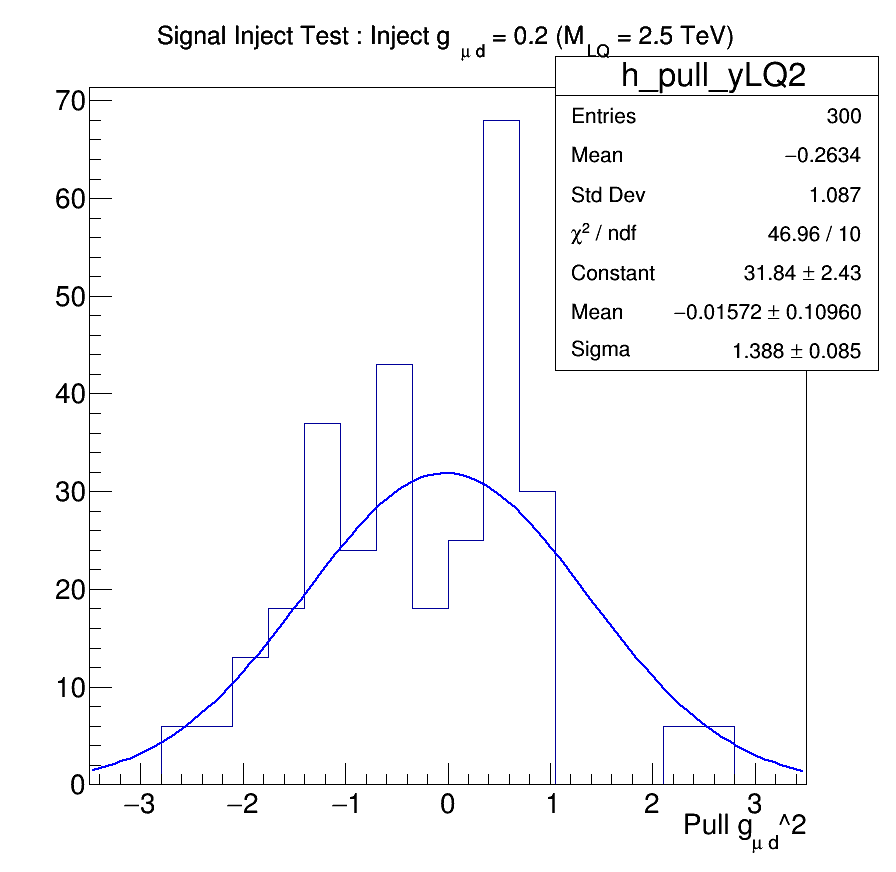 Signal Inject Test : Inject g μ d = 0.2 (M LQ = 2.5 TeV)
h_pull_yLQ2
Entries 300
Mean −0.2634
Std Dev 1.087
χ² / ndf 46.96 / 10
Constant 31.84 ± 2.43
Mean −0.01572 ± 0.10960
Sigma 1.388 ± 0.085
70
60
50
40
30
20
10
0
−3 −2 −1 0 1 2 3
Pull g μ d ^2